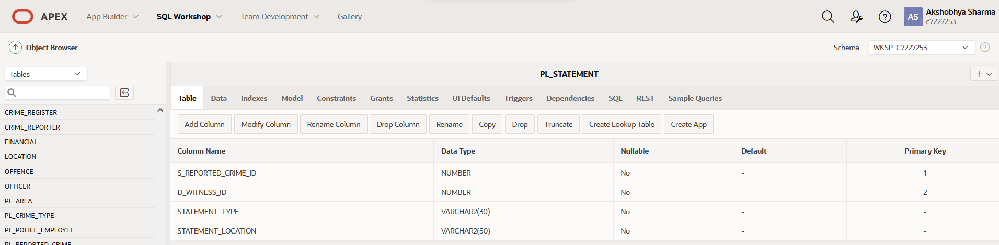 APEX App Builder SQL Workshop Team Development Gallery AS Akshobhya Sharma
c7227253
Object Browser Schema WKSP_C7227253
Tables PL_STATEMENT
Table Data Indexes Model Constraints Grants Statistics UI Defaults Triggers Dependencies SQL REST Sample Queries
CRIME_REGISTER
CRIME_REPORTER
FINANCIAL
LOCATION
OFFENCE
OFFICER
PL_AREA
PL_CRIME_TYPE
PL_POLICE_EMPLOYEE
PL_REPORTED_CRIME
Add Column Modify Column Rename Column Drop Column Rename Copy Drop Truncate Create Lookup Table Create App
Column Name Data Type Nullable Default Primary Key
S_REPORTED_CRIME_ID NUMBER No - 1
D_WITNESS_ID NUMBER No - 2
STATEMENT_TYPE VARCHAR2(30) No - -
STATEMENT_LOCATION VARCHAR2(50) No - -